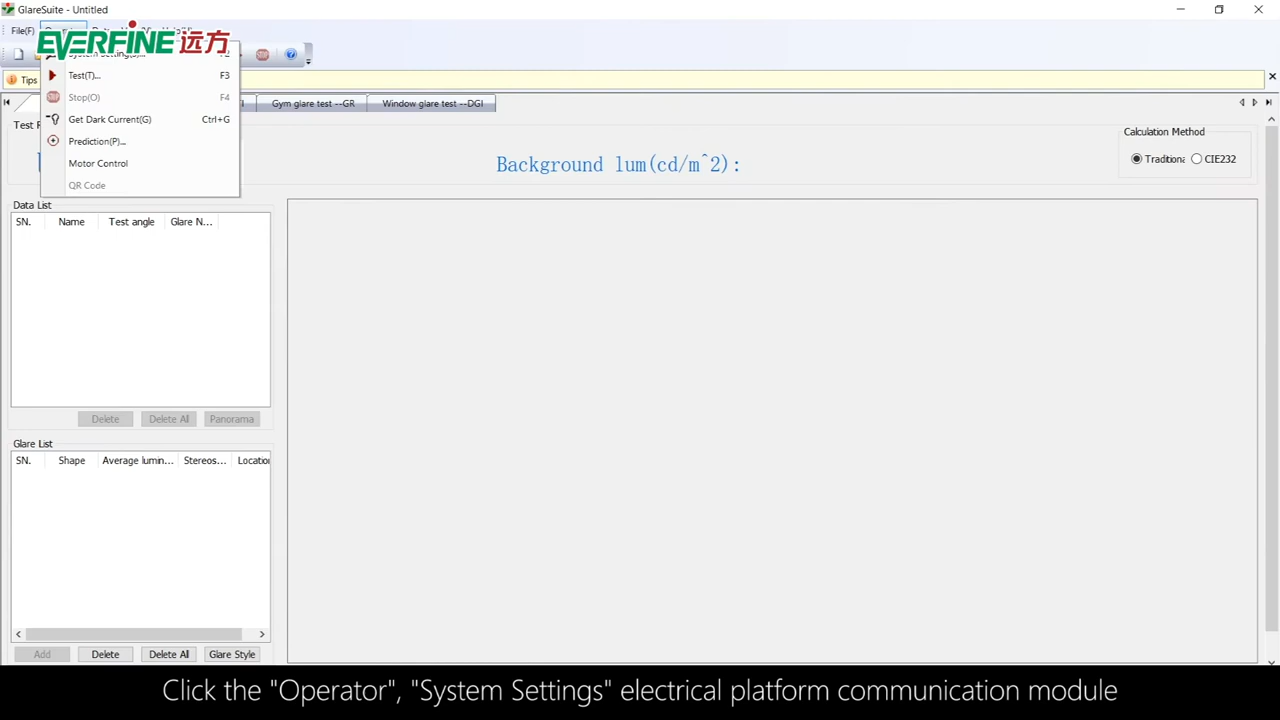 GlareSuite - Untitled
File(F)
EVERFINE远方
Tips
Test(T)... F3
Stop(O) F4
Get Dark Current(G) Ctrl+G
Prediction(P)...
Motor Control
QR Code
Gym glare test --GR
Window glare test --DGI
Background lum(cd/m^2):
Calculation Method
Traditiona
CIE232
Data List
SN. Name Test angle Glare N...
Delete Delete All Panorama
Glare List
SN. Shape Average lumin... Stereos... Location
Add Delete Delete All Glare Style
Click the "Operator", "System Settings" electrical platform communication module